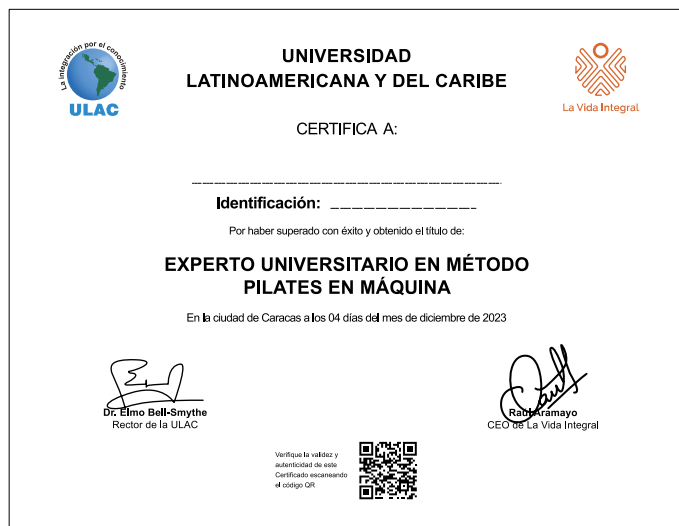 La integración por el conocimiento
ULAC
UNIVERSIDAD
LATINOAMERICANA Y DEL CARIBE
La Vida Integral
CERTIFICA A:
Identificación:
Por haber superado con éxito y obtenido el título de:
EXPERTO UNIVERSITARIO EN MÉTODO
PILATES EN MÁQUINA
En la ciudad de Caracas a los 04 días del mes de diciembre de 2023
Dr. Elmo Bell-Smythe
Rector de la ULAC
Raúl Aramayo
CEO de La Vida Integral
Verifique la validez y
autenticidad de este
Certificado escaneando
el código QR